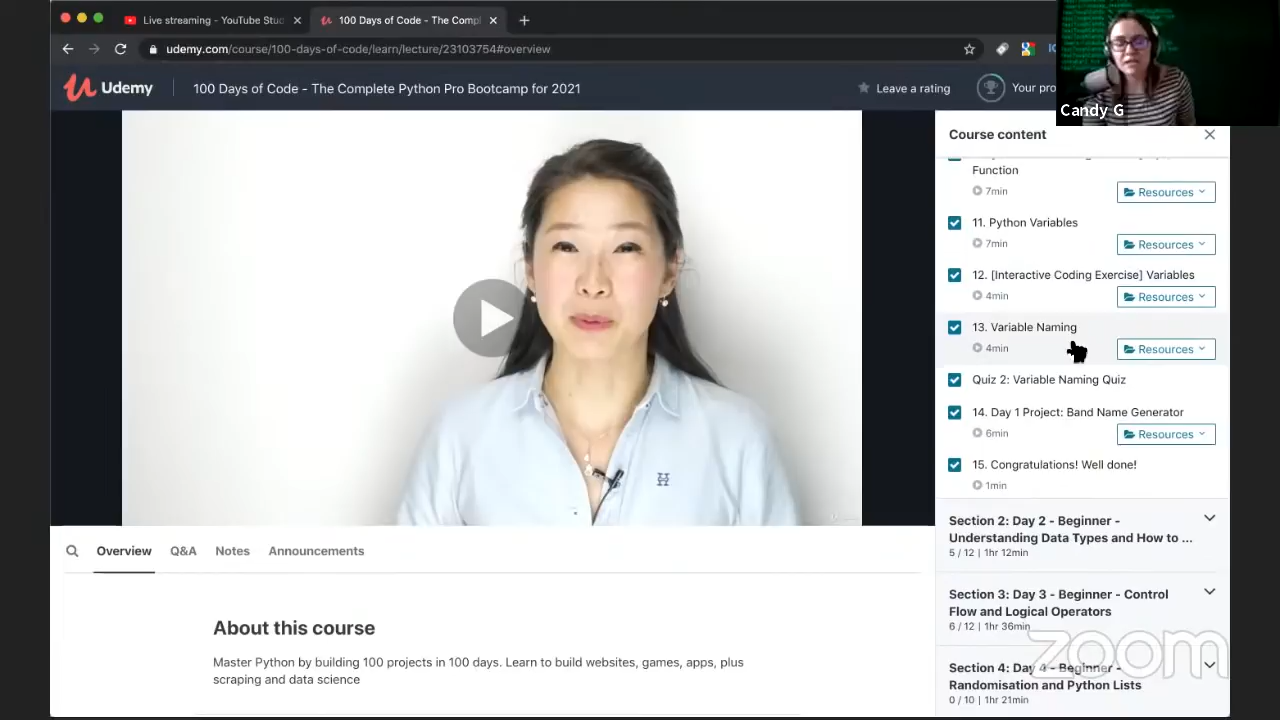 Live streaming - YouTube Stud
100 Days of Code - The Compl
udemy.com/course/100-days-of-code/learn/lecture/23103754#overview
Udemy
100 Days of Code - The Complete Python Pro Bootcamp for 2021
Leave a rating
Your pro
Candy G
Course content
Function
7min
Resources
11. Python Variables
7min
Resources
12. [Interactive Coding Exercise] Variables
4min
Resources
13. Variable Naming
4min
Resources
Quiz 2: Variable Naming Quiz
14. Day 1 Project: Band Name Generator
6min
Resources
15. Congratulations! Well done!
1min
Section 2: Day 2 - Beginner -
Understanding Data Types and How to ...
5 / 12 | 1hr 12min
Section 3: Day 3 - Beginner - Control
Flow and Logical Operators
6 / 12 | 1hr 36min
Section 4: Day 4 - Beginner -
Randomisation and Python Lists
0 / 10 | 1hr 21min
zoom
Overview Q&A Notes Announcements
About this course
Master Python by building 100 projects in 100 days. Learn to build websites, games, apps, plus
scraping and data science